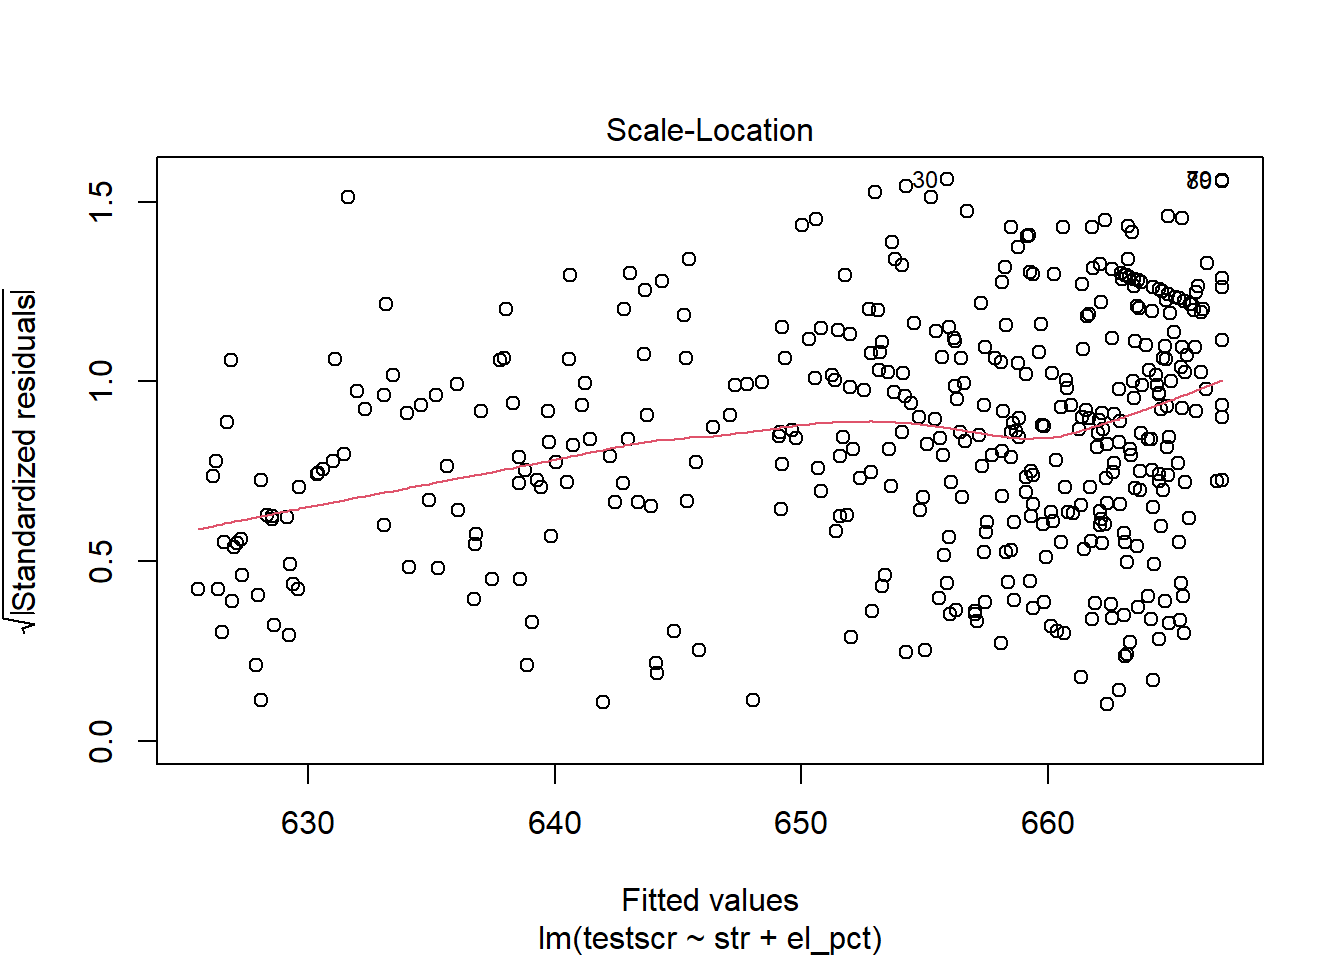 Scale-Location
√|Standardized residuals|
1.5
1.0
0.5
0.0
30
80
630
640
650
660
Fitted values
lm(testscr ~ str + el_pct)